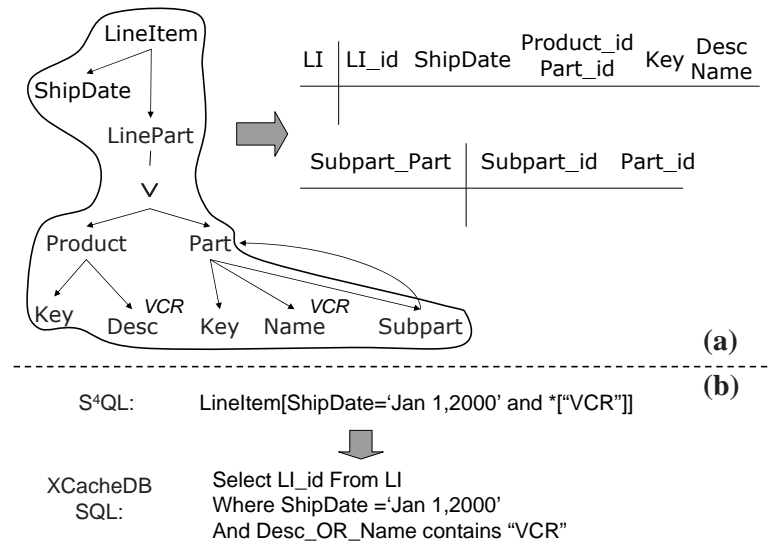 LineItem
ShipDate
LinePart
∨
Product Part
Key Desc VCR Key Name VCR Subpart
LI LI_id ShipDate Product_id Part_id Key Desc Name
Subpart_Part Subpart_id Part_id
(a)
(b)
S⁴QL: LineItem[ShipDate=‘Jan 1,2000’ and *[“VCR”]]
XCacheDB SQL:
Select LI_id From LI
Where ShipDate =‘Jan 1,2000’
And Desc_OR_Name contains “VCR”